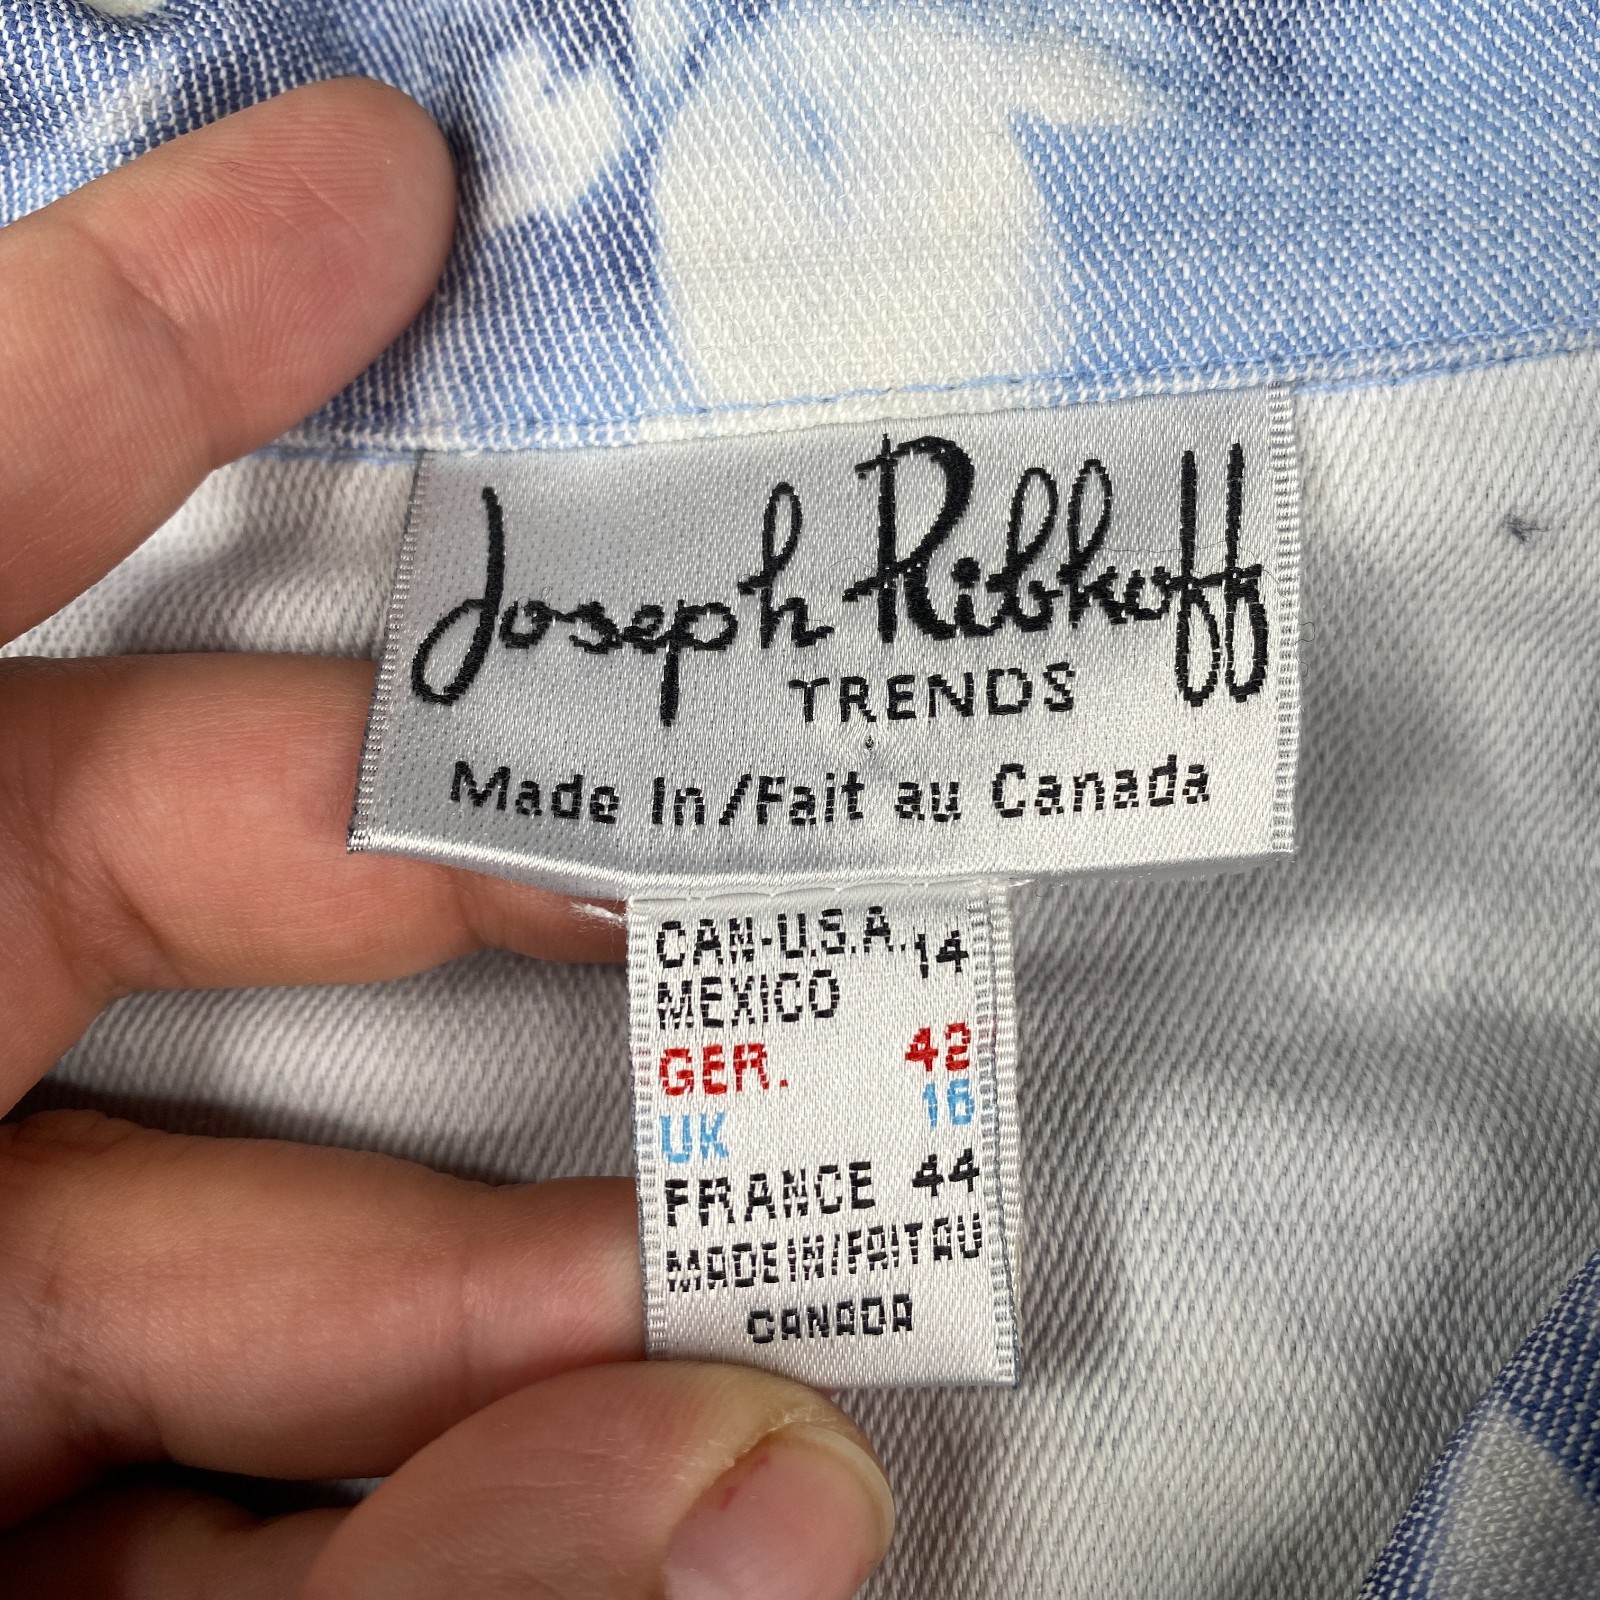 Joseph Ribkoff
TRENDS
Made In/Fait au Canada
CAN-U.S.A. 14
MEXICO
GER. 42
UK 16
FRANCE 44
MADE IN/FAIT AU
CANADA